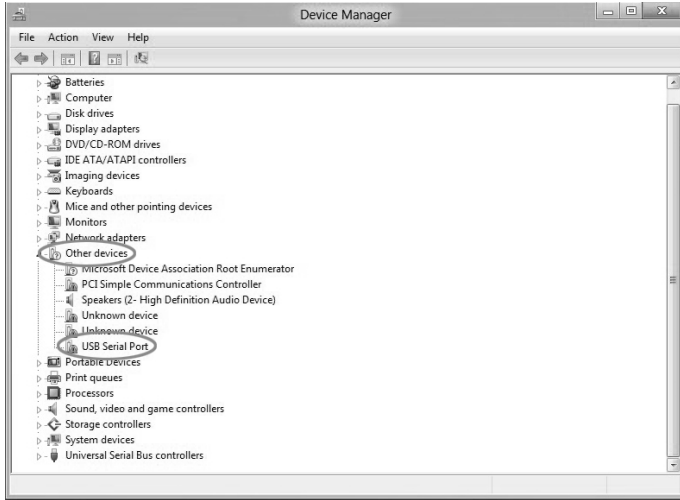 Device Manager
File Action View Help
Batteries
Computer
Disk drives
Display adapters
DVD/CD-ROM drives
IDE ATA/ATAPI controllers
Imaging devices
Keyboards
Mice and other pointing devices
Monitors
Network adapters
Other devices
Microsoft Device Association Root Enumerator
PCI Simple Communications Controller
Speakers (2- High Definition Audio Device)
Unknown device
Unknown device
USB Serial Port
Portable Devices
Print queues
Processors
Sound, video and game controllers
Storage controllers
System devices
Universal Serial Bus controllers